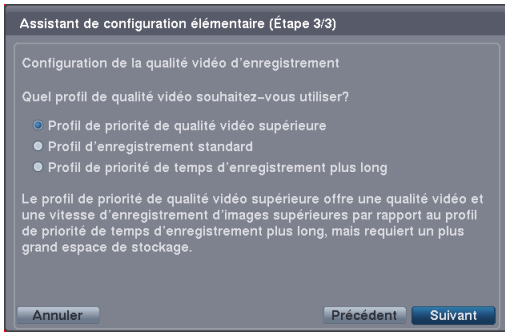 Assistant de configuration élémentaire (Étape 3/3)
Configuration de la qualité vidéo d'enregistrement
Quel profil de qualité vidéo souhaitez-vous utiliser?
Profil de priorité de qualité vidéo supérieure
Profil d'enregistrement standard
Profil de priorité de temps d'enregistrement plus long
Le profil de priorité de qualité vidéo supérieure offre une qualité vidéo et
une vitesse d'enregistrement d'images supérieures par rapport au profil
de priorité de temps d'enregistrement plus long, mais requiert un plus
grand espace de stockage.
Annuler Précédent Suivant